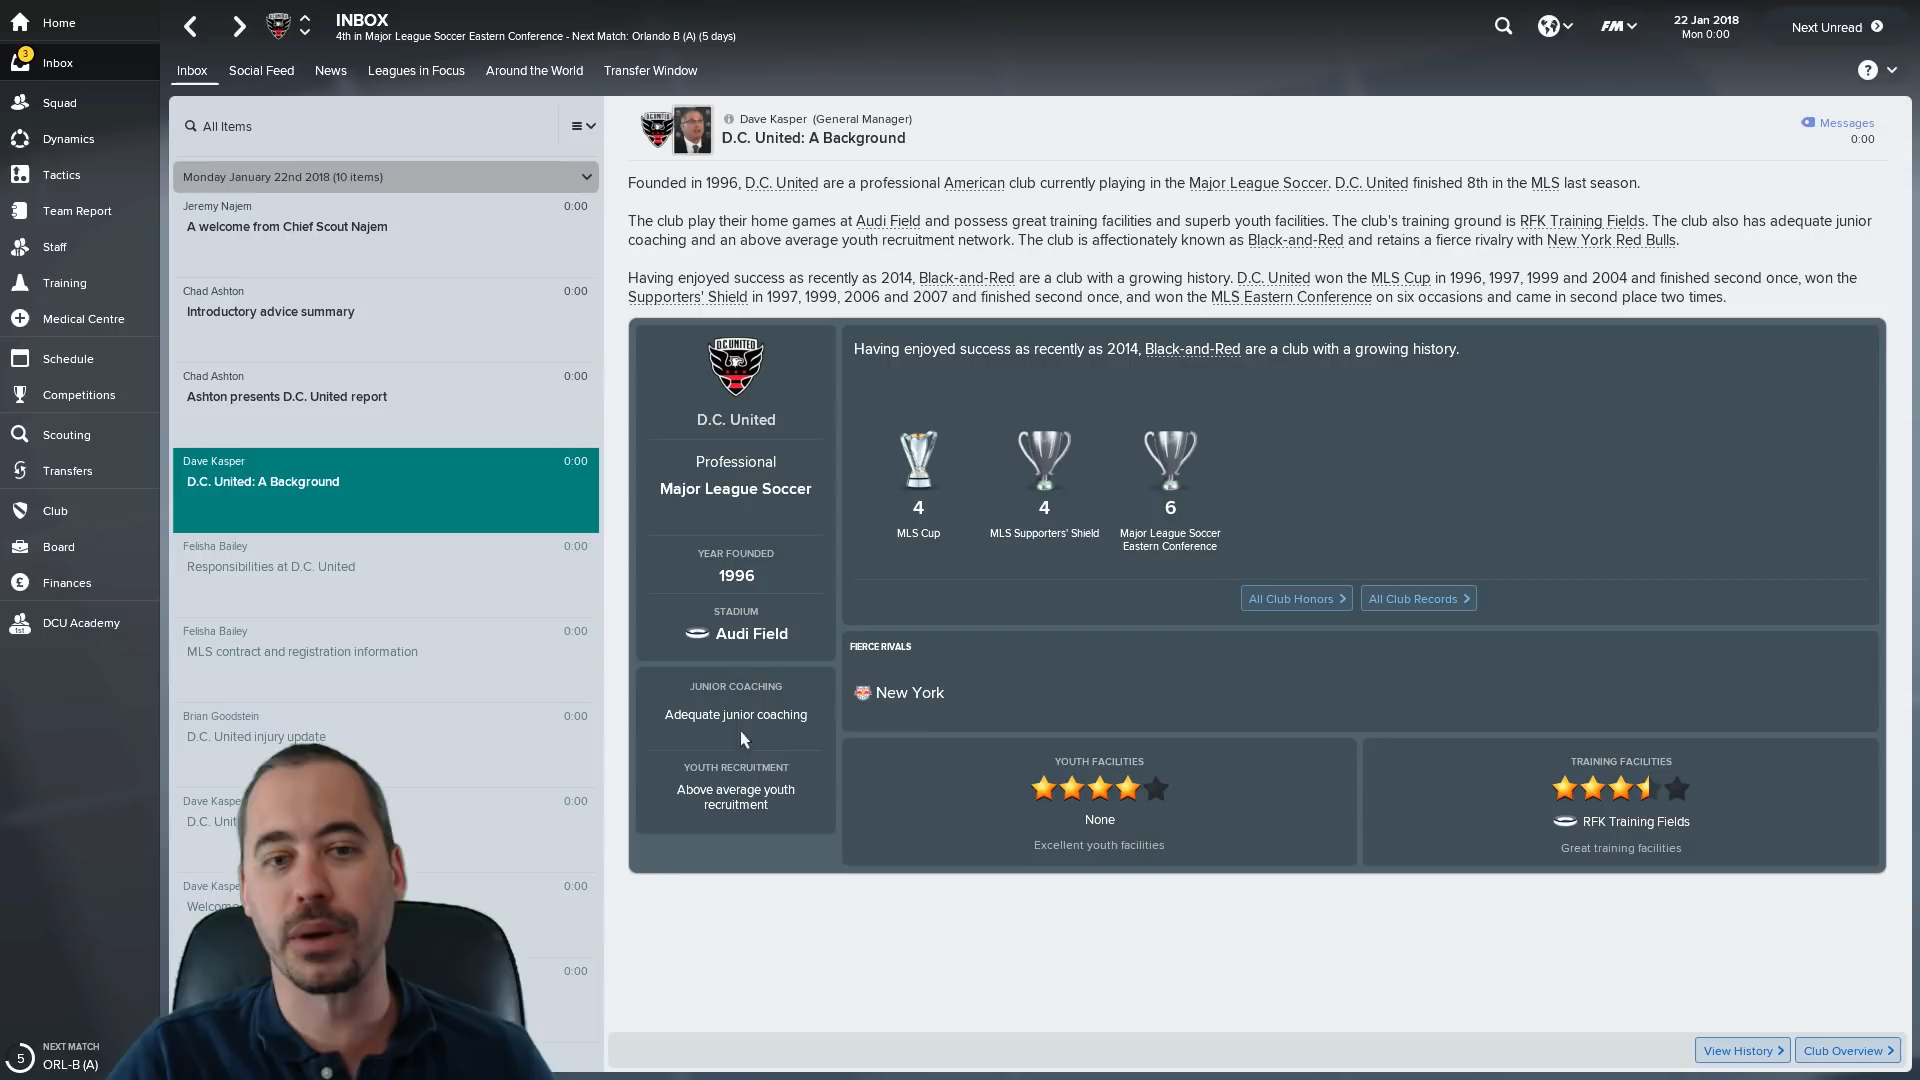 Home
3
Inbox
Squad
Dynamics
Tactics
Team Report
Staff
Training
Medical Centre
Schedule
Competitions
Scouting
Transfers
Club
Board
£ Finances
1st DCU Academy
5 NEXT MATCH
ORL-B (A)
INBOX
4th in Major League Soccer Eastern Conference - Next Match: Orlando B (A) (5 days)
FM
22 Jan 2018
Mon 0:00
Next Unread
Inbox Social Feed News Leagues in Focus Around the World Transfer Window
?
All Items
Monday January 22nd 2018 (10 items)
Jeremy Najem 0:00
A welcome from Chief Scout Najem
Chad Ashton 0:00
Introductory advice summary
Chad Ashton 0:00
Ashton presents D.C. United report
Dave Kasper 0:00
D.C. United: A Background
Felisha Bailey 0:00
Responsibilities at D.C. United
Felisha Bailey 0:00
MLS contract and registration information
Brian Goodstein 0:00
D.C. United injury update
Dave Kaspe 0:00
D.C. Unit
Dave Kaspe 0:00
Welcom
0:00
Dave Kasper (General Manager)
D.C. United: A Background
Messages
0:00
Founded in 1996, D.C. United are a professional American club currently playing in the Major League Soccer. D.C. United finished 8th in the MLS last season.
The club play their home games at Audi Field and possess great training facilities and superb youth facilities. The club's training ground is RFK Training Fields. The club also has adequate junior
coaching and an above average youth recruitment network. The club is affectionately known as Black-and-Red and retains a fierce rivalry with New York Red Bulls.
Having enjoyed success as recently as 2014, Black-and-Red are a club with a growing history. D.C. United won the MLS Cup in 1996, 1997, 1999 and 2004 and finished second once, won the
Supporters' Shield in 1997, 1999, 2006 and 2007 and finished second once, and won the MLS Eastern Conference on six occasions and came in second place two times.
D.C.UNITED
D.C. United
Professional
Major League Soccer
YEAR FOUNDED
1996
STADIUM
Audi Field
JUNIOR COACHING
Adequate junior coaching
YOUTH RECRUITMENT
Above average youth
recruitment
Having enjoyed success as recently as 2014, Black-and-Red are a club with a growing history.
4
MLS Cup
4
MLS Supporters' Shield
6
Major League Soccer
Eastern Conference
All Club Honors
All Club Records
FIERCE RIVALS
New York
YOUTH FACILITIES
None
Excellent youth facilities
TRAINING FACILITIES
RFK Training Fields
Great training facilities
View History
Club Overview